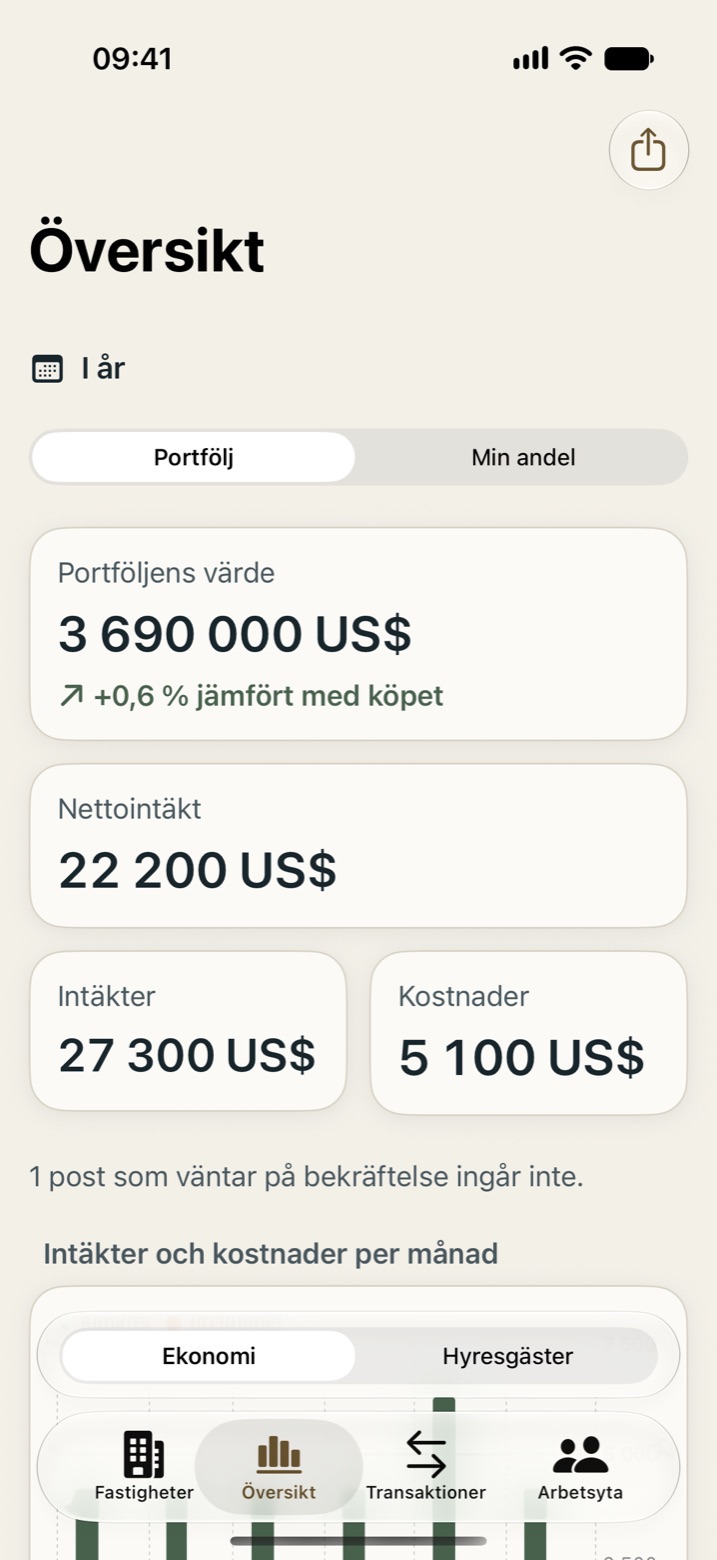 09:41
Översikt
I år
Portfölj
Min andel
Portföljens värde
3 690 000 US$
+0,6 % jämfört med köpet
Nettointäkt
22 200 US$
Intäkter
Kostnader
27 300 US$
5 100 US$
1 post som väntar på bekräftelse ingår inte.
Intäkter och kostnader per månad
Ekonomi
Hyresgäster
Fastigheter
Översikt
Transaktioner
Arbetsyta